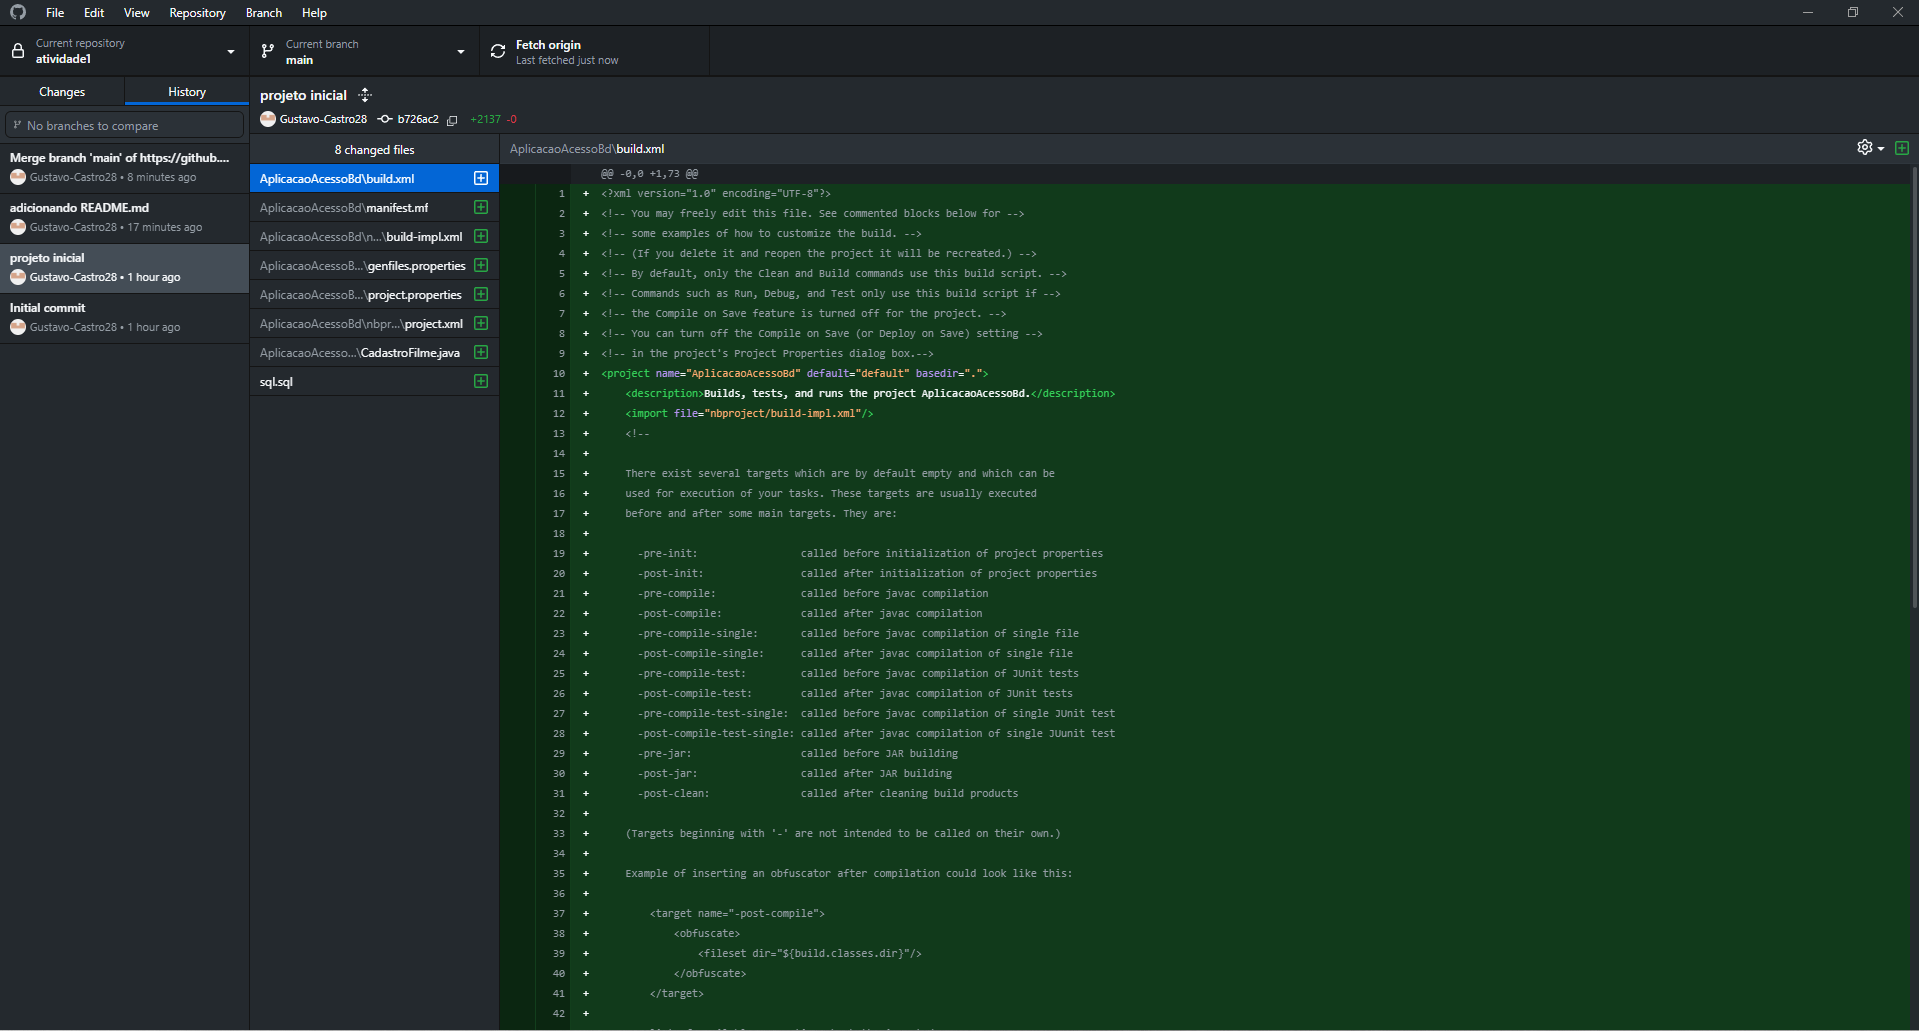 File Edit View Repository Branch Help
Current repository
atividade1
Current branch
main
Fetch origin
Last fetched just now
Changes
History
No branches to compare
Merge branch 'main' of https://github....
Gustavo-Castro28 • 8 minutes ago
adicionando README.md
Gustavo-Castro28 • 17 minutes ago
projeto inicial
Gustavo-Castro28 • 1 hour ago
Initial commit
Gustavo-Castro28 • 1 hour ago
projeto inicial
Gustavo-Castro28 b726ac2 +2137 -0
8 changed files
AplicacaoAcessoBd\build.xml
AplicacaoAcessoBd\manifest.mf
AplicacaoAcessoBd\n...\build-impl.xml
AplicacaoAcessoB...\genfiles.properties
AplicacaoAcessoB...\project.properties
AplicacaoAcessoBd\nbpr...\project.xml
AplicacaoAcesso...\CadastroFilme.java
sql.sql
AplicacaoAcessoBd\build.xml
@@ -0,0 +1,73 @@
1 + <?xml version="1.0" encoding="UTF-8"?>
2 + <!-- You may freely edit this file. See commented blocks below for -->
3 + <!-- some examples of how to customize the build. -->
4 + <!-- (If you delete it and reopen the project it will be recreated.) -->
5 + <!-- By default, only the Clean and Build commands use this build script. -->
6 + <!-- Commands such as Run, Debug, and Test only use this build script if -->
7 + <!-- the Compile on Save feature is turned off for the project. -->
8 + <!-- You can turn off the Compile on Save (or Deploy on Save) setting -->
9 + <!-- in the project's Project Properties dialog box.-->
10 + <project name="AplicacaoAcessoBd" default="default" basedir=".">
11 + <description>Builds, tests, and runs the project AplicacaoAcessoBd.</description>
12 + <import file="nbproject/build-impl.xml"/>
13 + <!--
14 +
15 + There exist several targets which are by default empty and which can be
16 + used for execution of your tasks. These targets are usually executed
17 + before and after some main targets. They are:
18 +
19 + -pre-init: called before initialization of project properties
20 + -post-init: called after initialization of project properties
21 + -pre-compile: called before javac compilation
22 + -post-compile: called after javac compilation
23 + -pre-compile-single: called before javac compilation of single file
24 + -post-compile-single: called after javac compilation of single file
25 + -pre-compile-test: called before javac compilation of JUnit tests
26 + -post-compile-test: called after javac compilation of JUnit tests
27 + -pre-compile-test-single: called before javac compilation of single JUnit test
28 + -post-compile-test-single: called after javac compilation of single JUunit test
29 + -pre-jar: called before JAR building
30 + -post-jar: called after JAR building
31 + -post-clean: called after cleaning build products
32 +
33 + (Targets beginning with '-' are not intended to be called on their own.)
34 +
35 + Example of inserting an obfuscator after compilation could look like this:
36 +
37 + <target name="-post-compile">
38 + <obfuscate>
39 + <fileset dir="${build.classes.dir}"/>
40 + </obfuscate>
41 + </target>
42 +